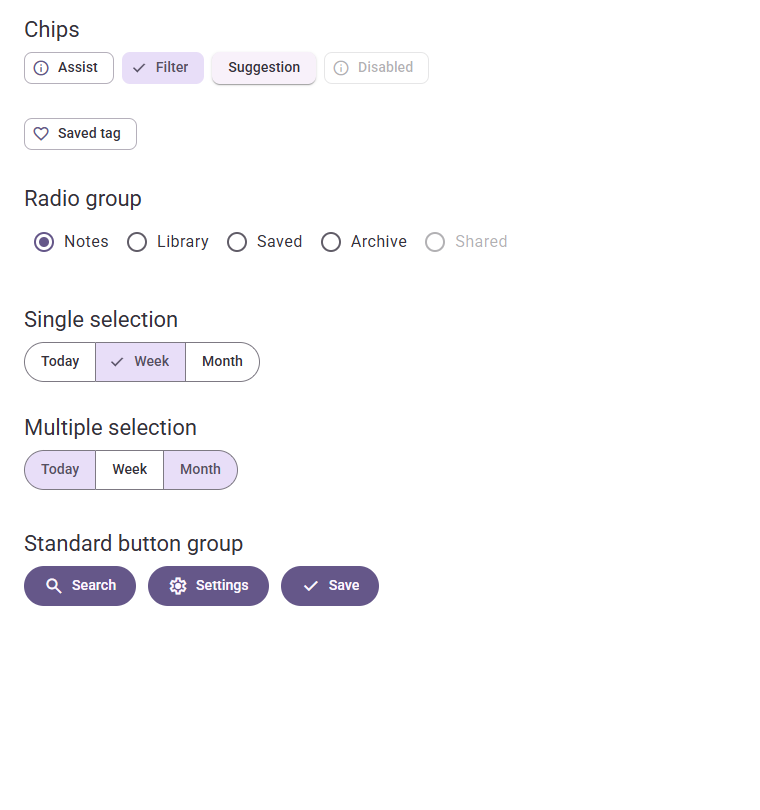 Chips
Assist Filter Suggestion Disabled
Saved tag
Radio group
Notes Library Saved Archive Shared
Single selection
Today Week Month
Multiple selection
Today Week Month
Standard button group
Search Settings Save